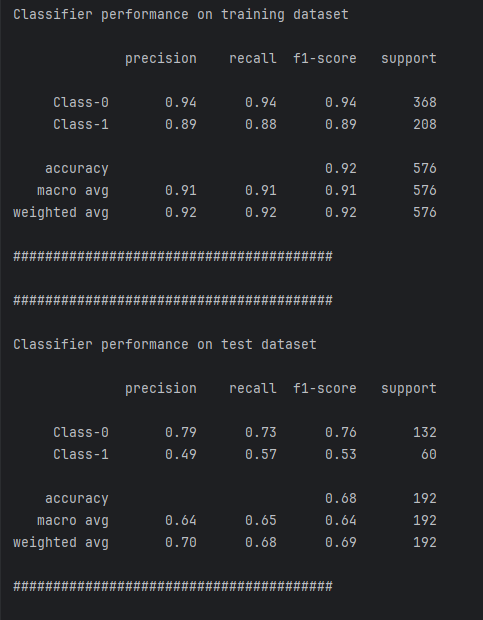 Classifier performance on training dataset
precision recall f1-score support
Class-0 0.94 0.94 0.94 368
Class-1 0.89 0.88 0.89 208
accuracy 0.92 576
macro avg 0.91 0.91 0.91 576
weighted avg 0.92 0.92 0.92 576
########################################
########################################
Classifier performance on test dataset
precision recall f1-score support
Class-0 0.79 0.73 0.76 132
Class-1 0.49 0.57 0.53 60
accuracy 0.68 192
macro avg 0.64 0.65 0.64 192
weighted avg 0.70 0.68 0.69 192
########################################